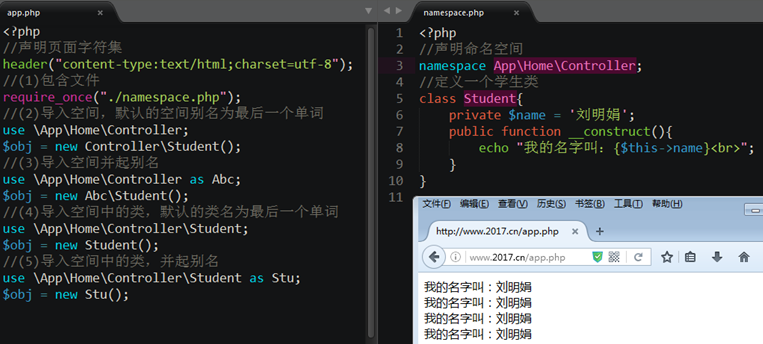 app.php ×
<?php
//声明页面字符集
header("content-type:text/html;charset=utf-8");
//(1)包含文件
require_once("./namespace.php");
//(2)导入空间，默认的空间别名为最后一个单词
use \App\Home\Controller;
$obj = new Controller\Student();
//(3)导入空间并起别名
use \App\Home\Controller as Abc;
$obj = new Abc\Student();
//(4)导入空间中的类，默认的类名为最后一个单词
use \App\Home\Controller\Student;
$obj = new Student();
//(5)导入空间中的类，并起别名
use \App\Home\Controller\Student as Stu;
$obj = new Stu();
namespace.php ×
1 <?php
2 //声明命名空间
3 namespace App\Home\Controller;
4 //定义一个学生类
5 class Student{
6 private $name = '刘明娟';
7 public function __construct(){
8 echo "我的名字叫：{$this->name}<br>";
9 }
10 }
11
文件(F) 编辑(E) 查看(V) 历史(S) 书签(B) 工具(T) 帮助(H)
http://www.2017.cn/app.php × +
www.2017.cn/app.php
我的名字叫：刘明娟
我的名字叫：刘明娟
我的名字叫：刘明娟
我的名字叫：刘明娟